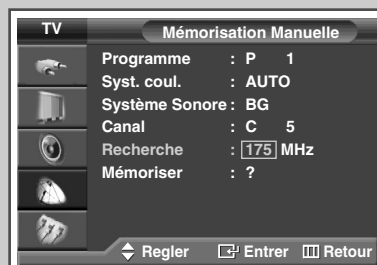 TV
Mémorisation Manuelle
Programme : P 1
Syst. coul. : AUTO
Système Sonore : BG
Canal : C 5
Recherche : 175 MHz
Mémoriser : ?
Regler Entrer Retour